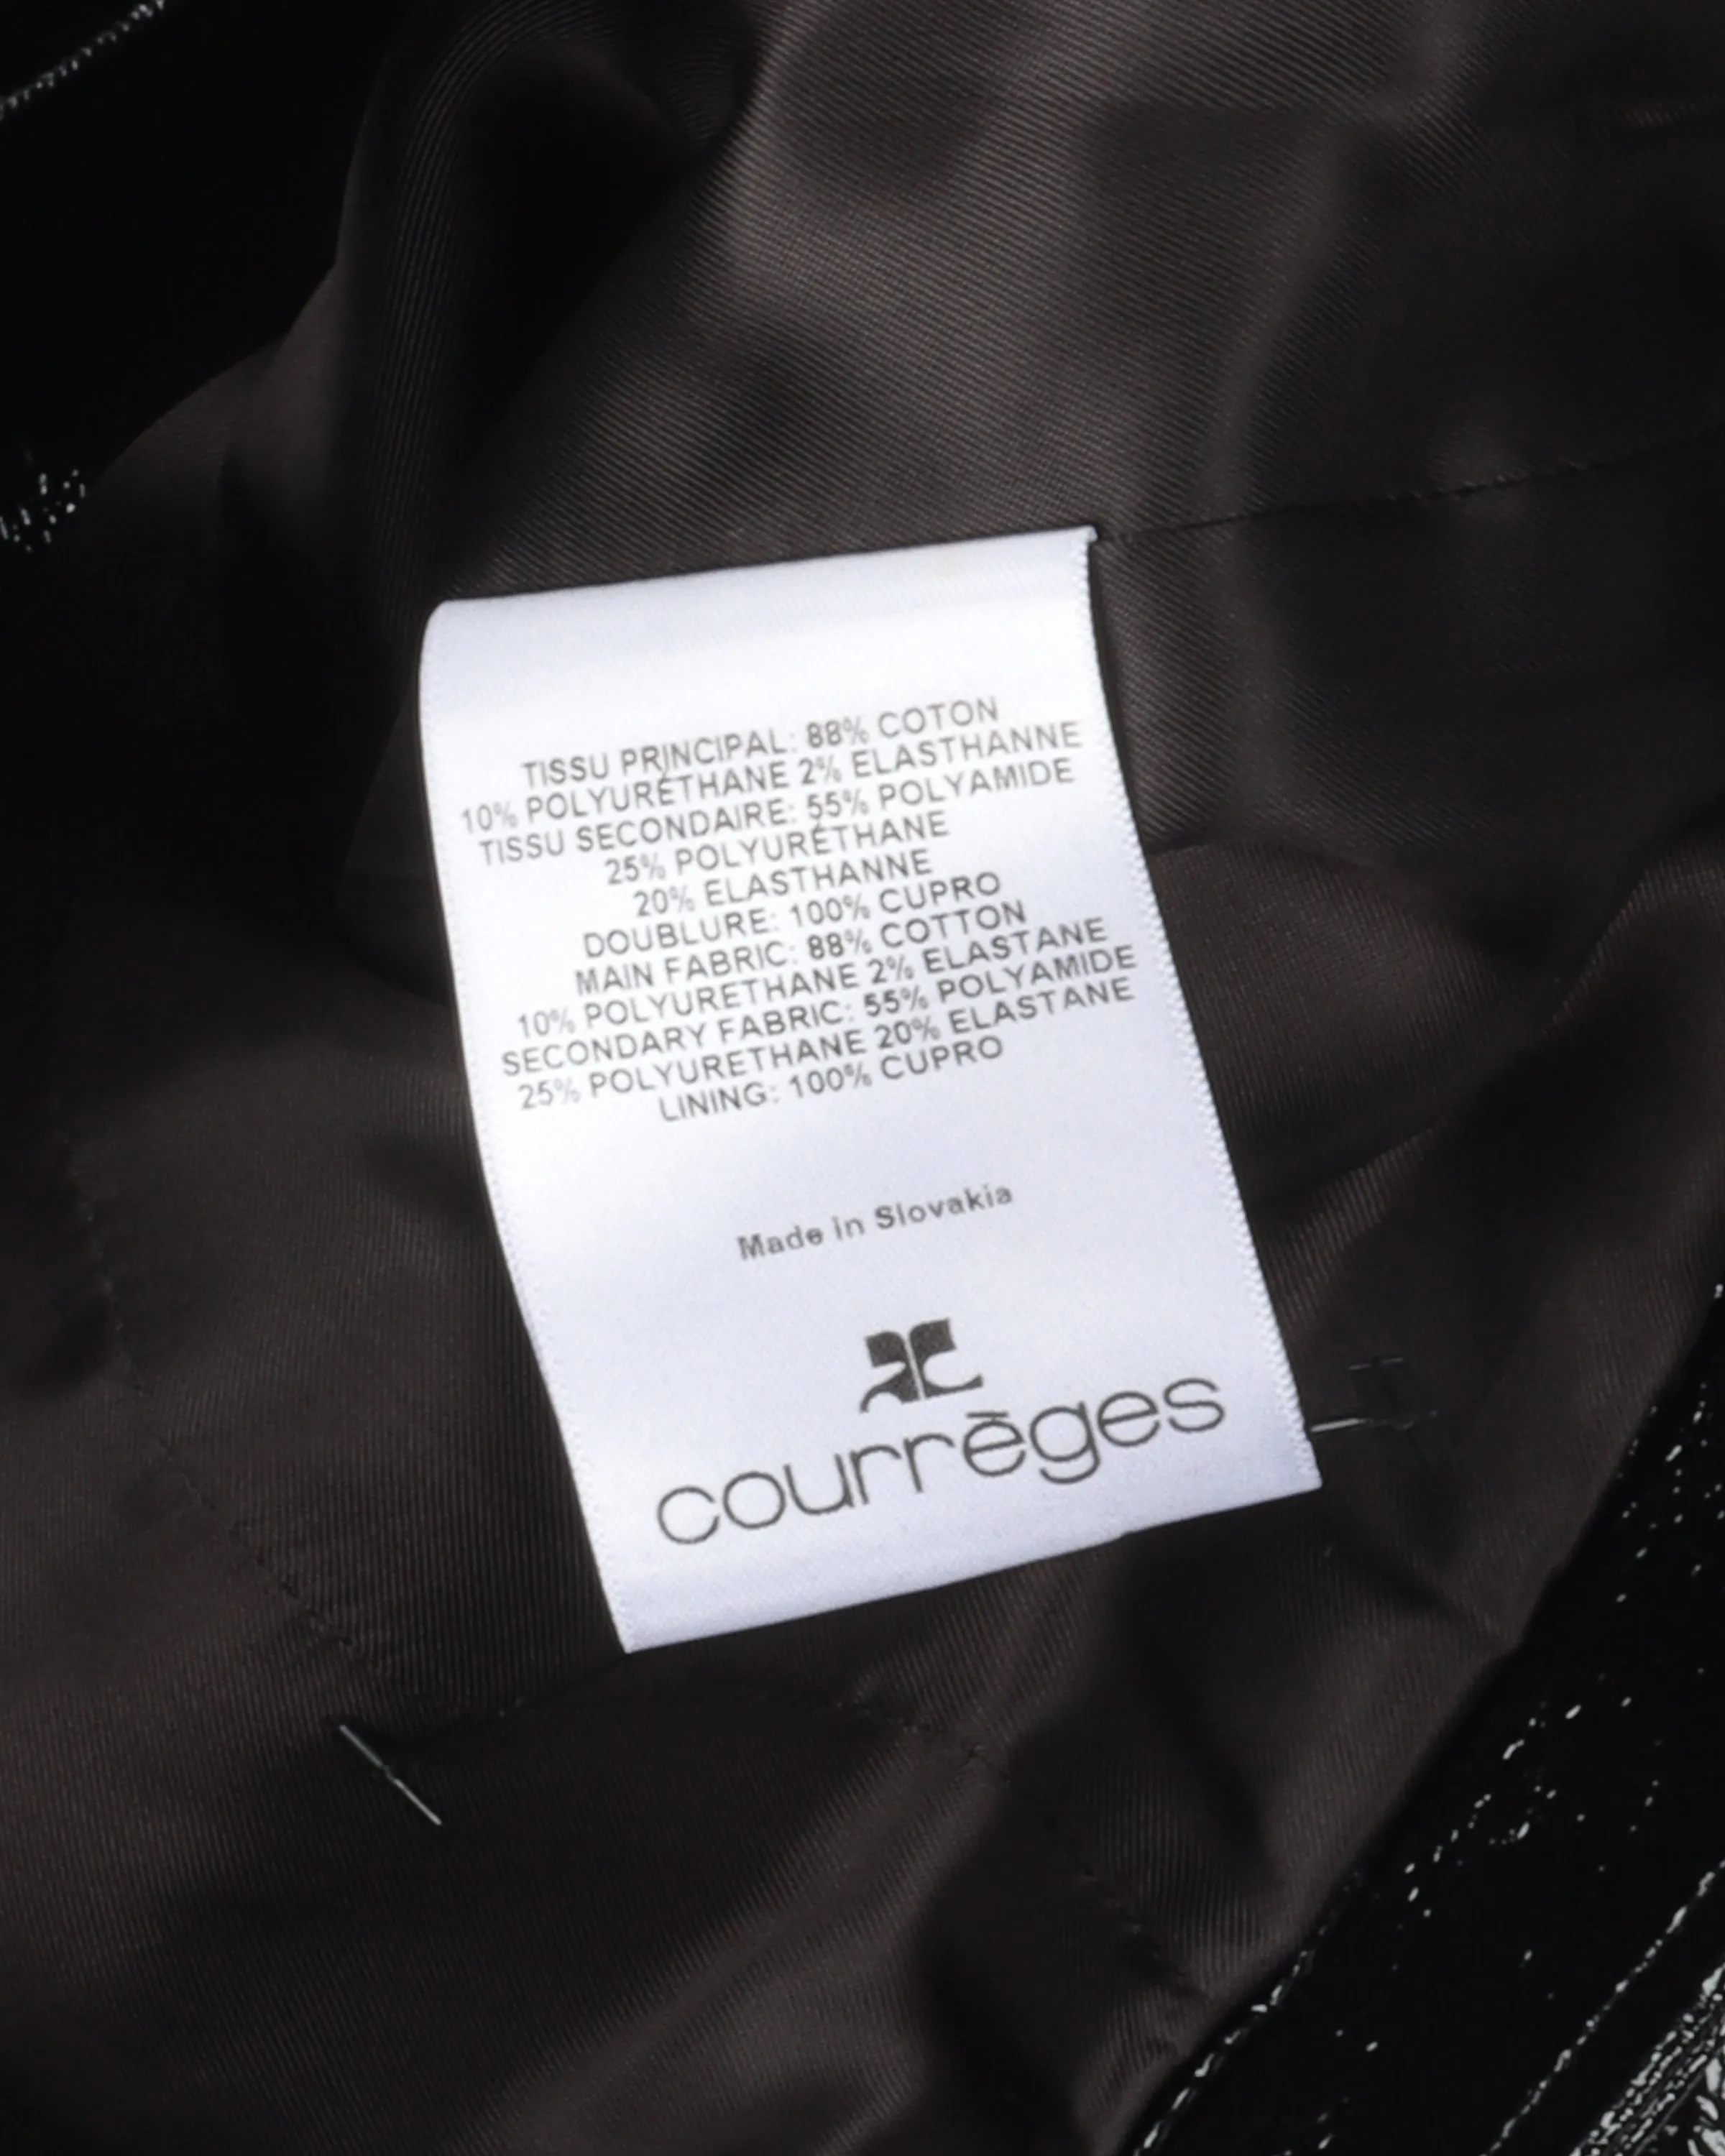 TISSU PRINCIPAL: 88% COTON
10% POLYURÉTHANE 2% ELASTHANNE
TISSU SECONDAIRE: 55% POLYAMIDE
25% POLYURÉTHANE
20% ELASTHANNE
DOUBLURE: 100% CUPRO
MAIN FABRIC: 88% COTTON
10% POLYURETHANE 2% ELASTANE
SECONDARY FABRIC: 55% POLYAMIDE
25% POLYURETHANE 20% ELASTANE
LINING: 100% CUPRO
Made in Slovakia
courrèges